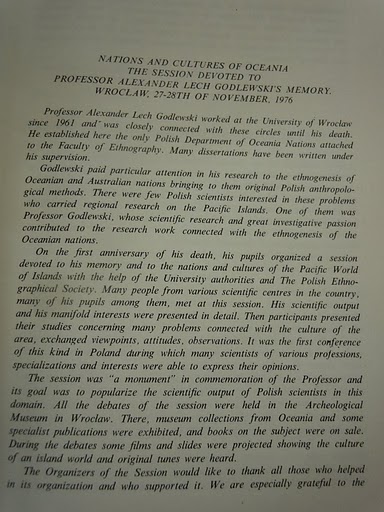 NATIONS AND CULTURES OF OCEANIA
THE SESSION DEVOTED TO
PROFESSOR ALEXANDER LECH GODLEWSKI'S MEMORY,
WROCŁAW, 27-28TH OF NOVEMBER, 1976
Professor Alexander Lech Godlewski worked at the University of Wrocław
since 1961 and was closely connected with these circles until his death.
He established here the only Polish Department of Oceania Nations attached
to the Faculty of Ethnography. Many dissertations have been written under
his supervision.
Godlewski paid particular attention in his research to the ethnogenesis of
Oceanian and Australian nations bringing to them original Polish anthropolo-
gical methods. There were few Polish scientists interested in these problems
who carried regional research on the Pacific Islands. One of them was
Professor Godlewski, whose scientific research and great investigative passion
contributed to the research work connected with the ethnogenesis of the
Oceanian nations.
On the first anniversary of his death, his pupils organized a session
devoted to his memory and to the nations and cultures of the Pacific World
of Islands with the help of the University authorities and The Polish Ethno-
graphical Society. Many people from various scientific centres in the country,
many of his pupils among them, met at this session. His scientific output
and his manifold interests were presented in detail. Then participants presented
their studies concerning many problems connected with the culture of the
area, exchanged viewpoints, attitudes, observations. It was the first conference
of this kind in Poland during which many scientists of various professions,
specializations and interests were able to express their opinions.
The session was "a monument" in commemoration of the Professor and
its goal was to popularize the scientific output of Polish scientists in this
domain. All the debates of the session were held in the Archeological
Museum in Wrocław. There, museum collections from Oceania and some
specialist publications were exhibited, and books on the subject were on sale.
During the debates some films and slides were projected showing the culture
of an island world and original tunes were heard.
The Organizers of the Session would like to thank all those who helped
in its organization and who supported it. We are especially grateful to the